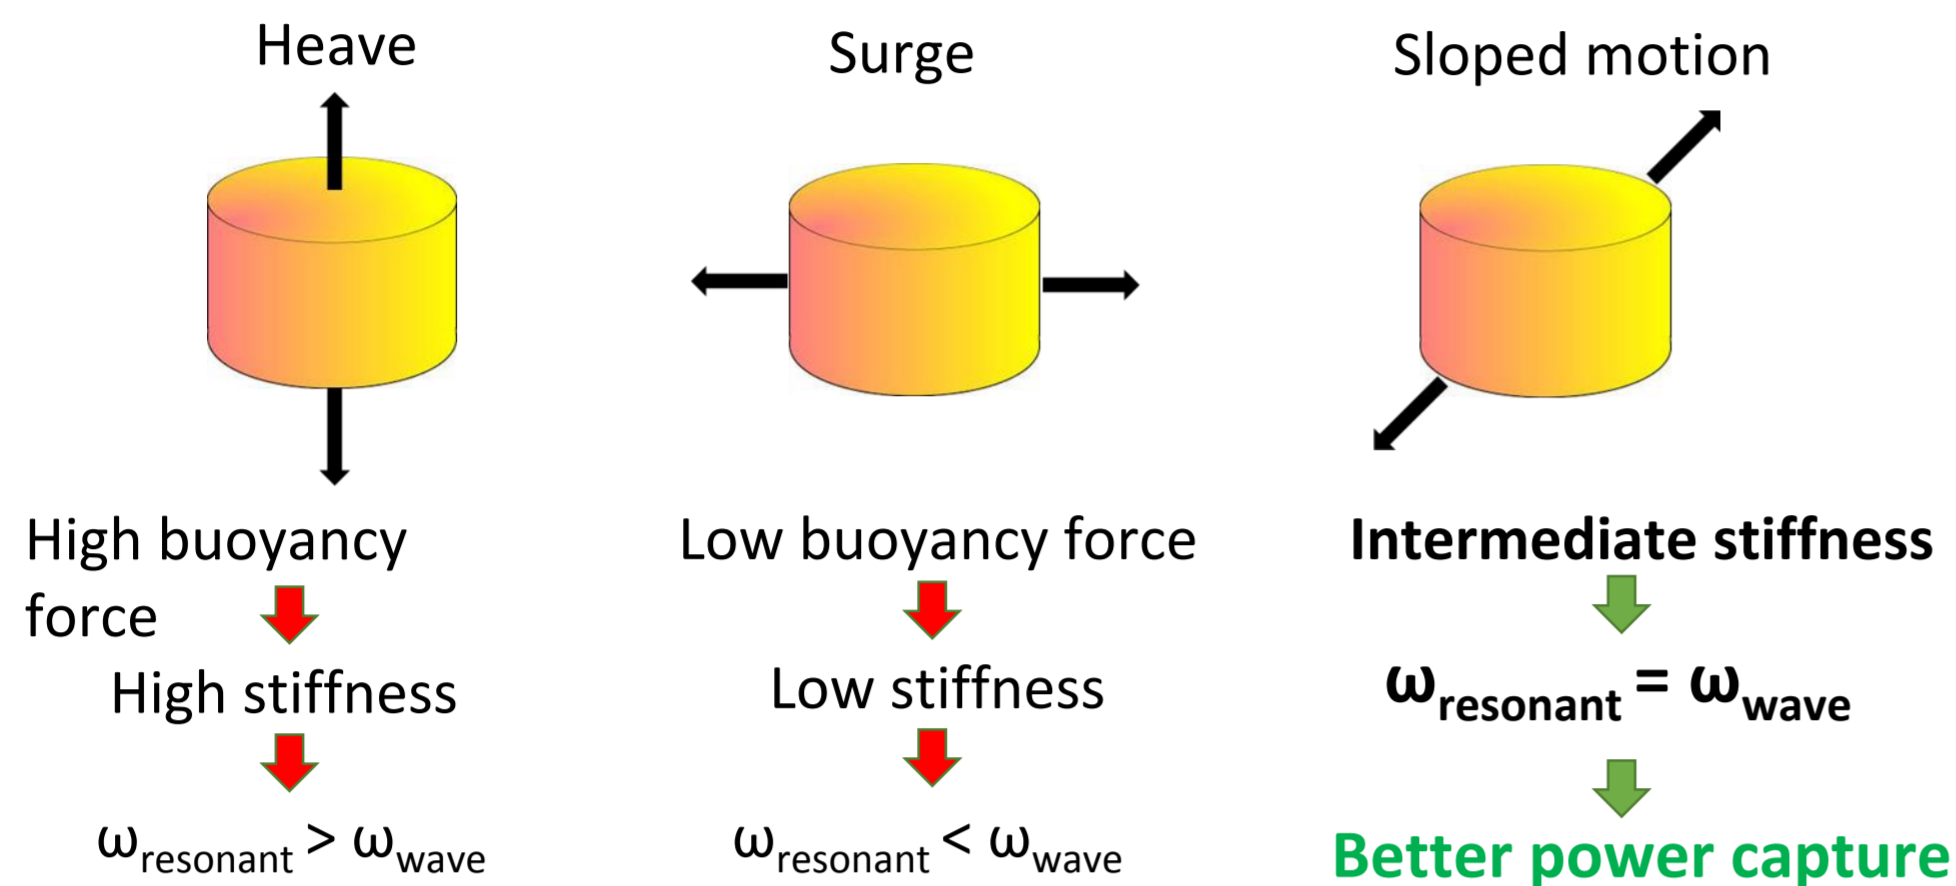 Heave
High buoyancy
force
High stiffness
ωresonant > ωwave
Surge
Low buoyancy force
Low stiffness
ωresonant < ωwave
Sloped motion
Intermediate stiffness
ωresonant = ωwave
Better power capture